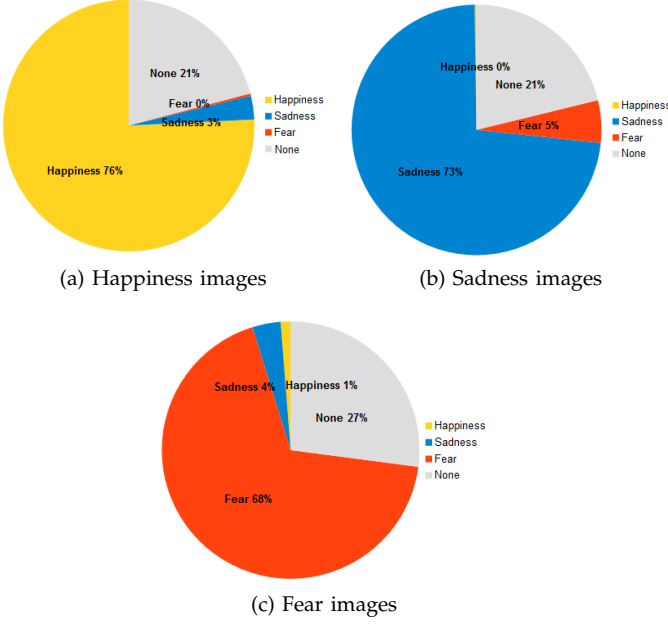 None 21%
Fear 0%
Sadness 3%
Happiness 76%
Happiness
Sadness
Fear
None
(a) Happiness images
Happiness 0%
None 21%
Fear 5%
Sadness 73%
Happiness
Sadness
Fear
None
(b) Sadness images
Sadness 4%
Happiness 1%
None 27%
Fear 68%
Happiness
Sadness
Fear
None
(c) Fear images